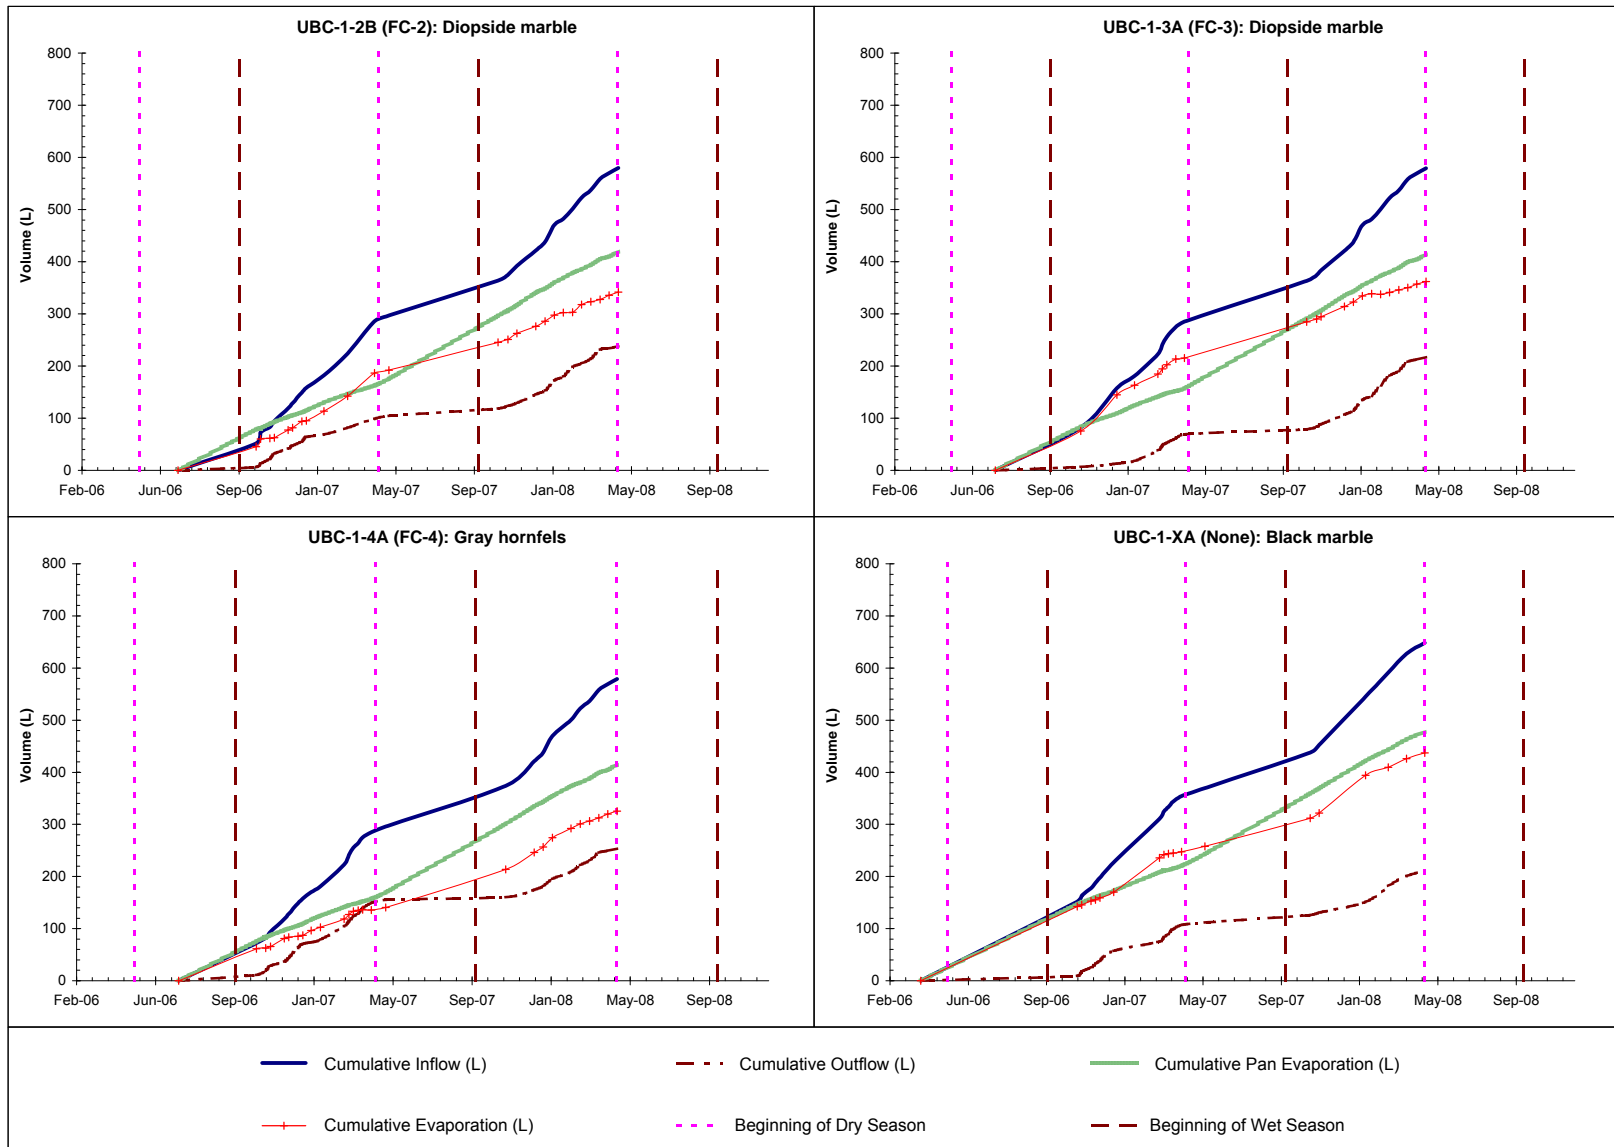 UBC-1-2B (FC-2): Diopside marble
800
700
600
500
400
300
200
100
0
Volume (L)
Feb-06 Jun-06 Sep-06 Jan-07 May-07 Sep-07 Jan-08 May-08 Sep-08
UBC-1-3A (FC-3): Diopside marble
800
700
600
500
400
300
200
100
0
Volume (L)
Feb-06 Jun-06 Sep-06 Jan-07 May-07 Sep-07 Jan-08 May-08 Sep-08
UBC-1-4A (FC-4): Gray hornfels
800
700
600
500
400
300
200
100
0
Volume (L)
Feb-06 Jun-06 Sep-06 Jan-07 May-07 Sep-07 Jan-08 May-08 Sep-08
UBC-1-XA (None): Black marble
800
700
600
500
400
300
200
100
0
Volume (L)
Feb-06 Jun-06 Sep-06 Jan-07 May-07 Sep-07 Jan-08 May-08 Sep-08
Cumulative Inflow (L)
Cumulative Outflow (L)
Cumulative Pan Evaporation (L)
Cumulative Evaporation (L)
Beginning of Dry Season
Beginning of Wet Season